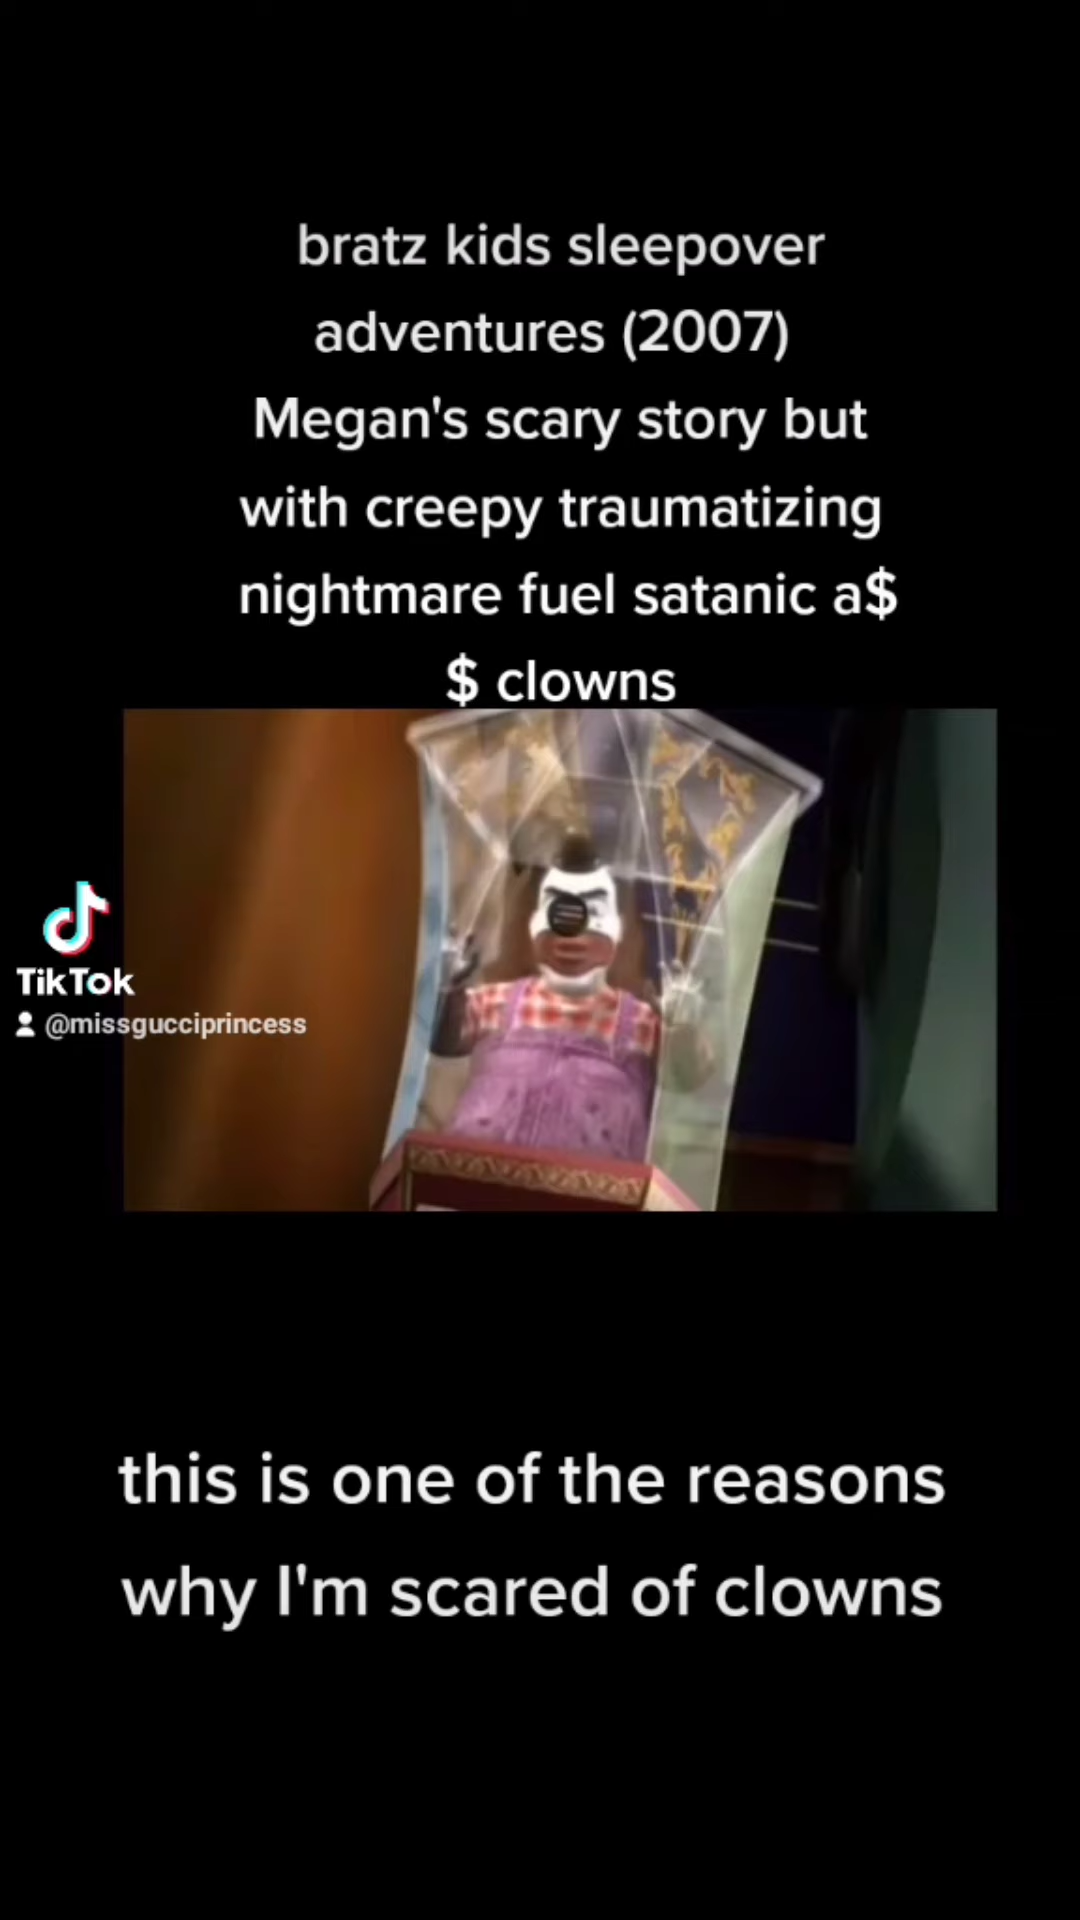 bratz kids sleepover
adventures (2007)
Megan's scary story but
with creepy traumatizing
nightmare fuel satanic a$
$ clowns
TikTok
@missgucciprincess
this is one of the reasons
why I'm scared of clowns